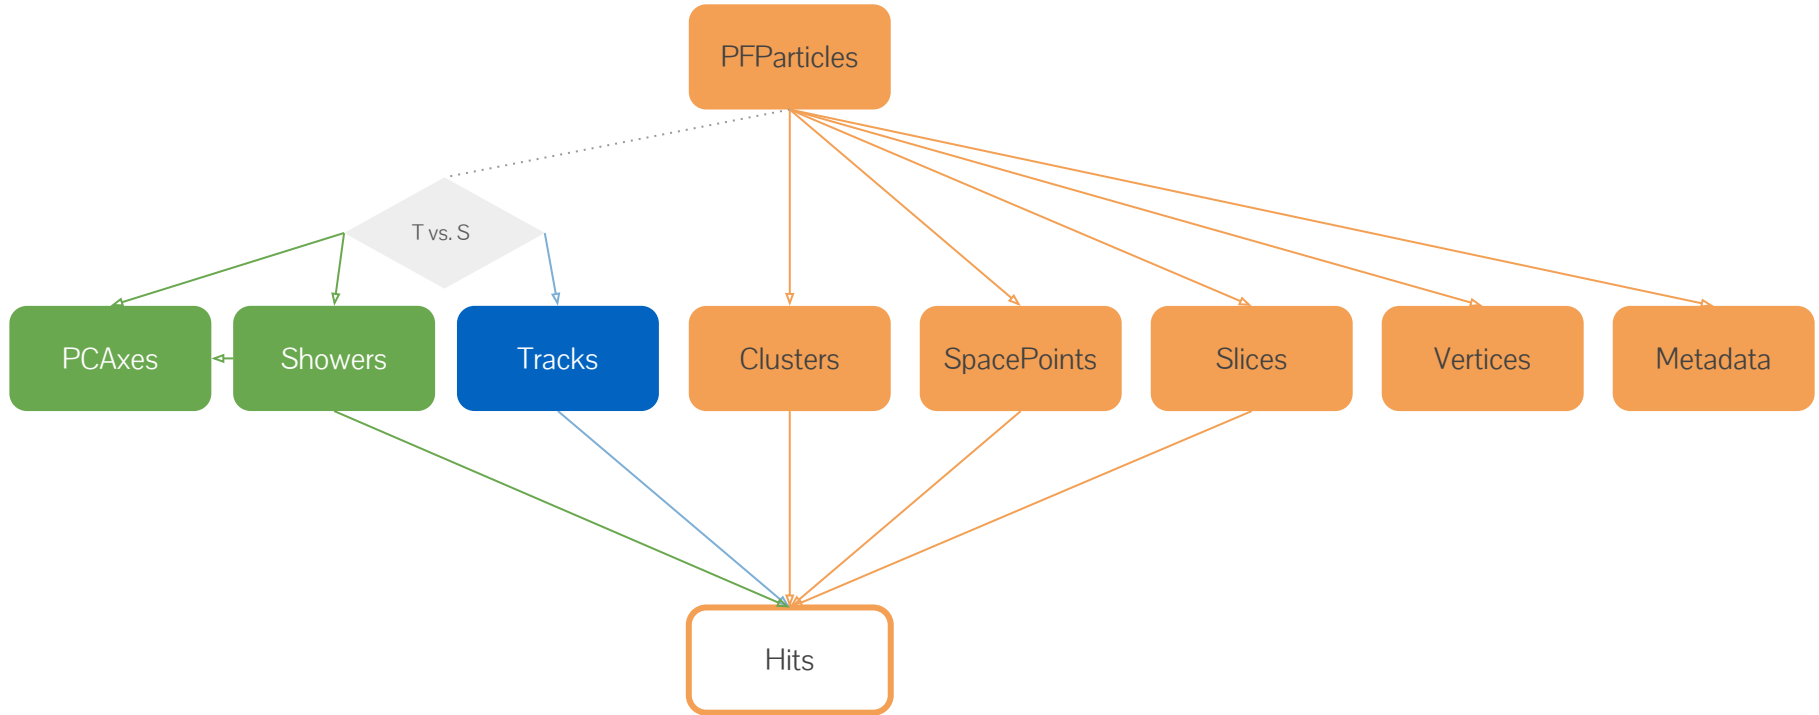 PFParticles
T vs. S
PCAxes
Showers
Tracks
Clusters
SpacePoints
Slices
Vertices
Metadata
Hits